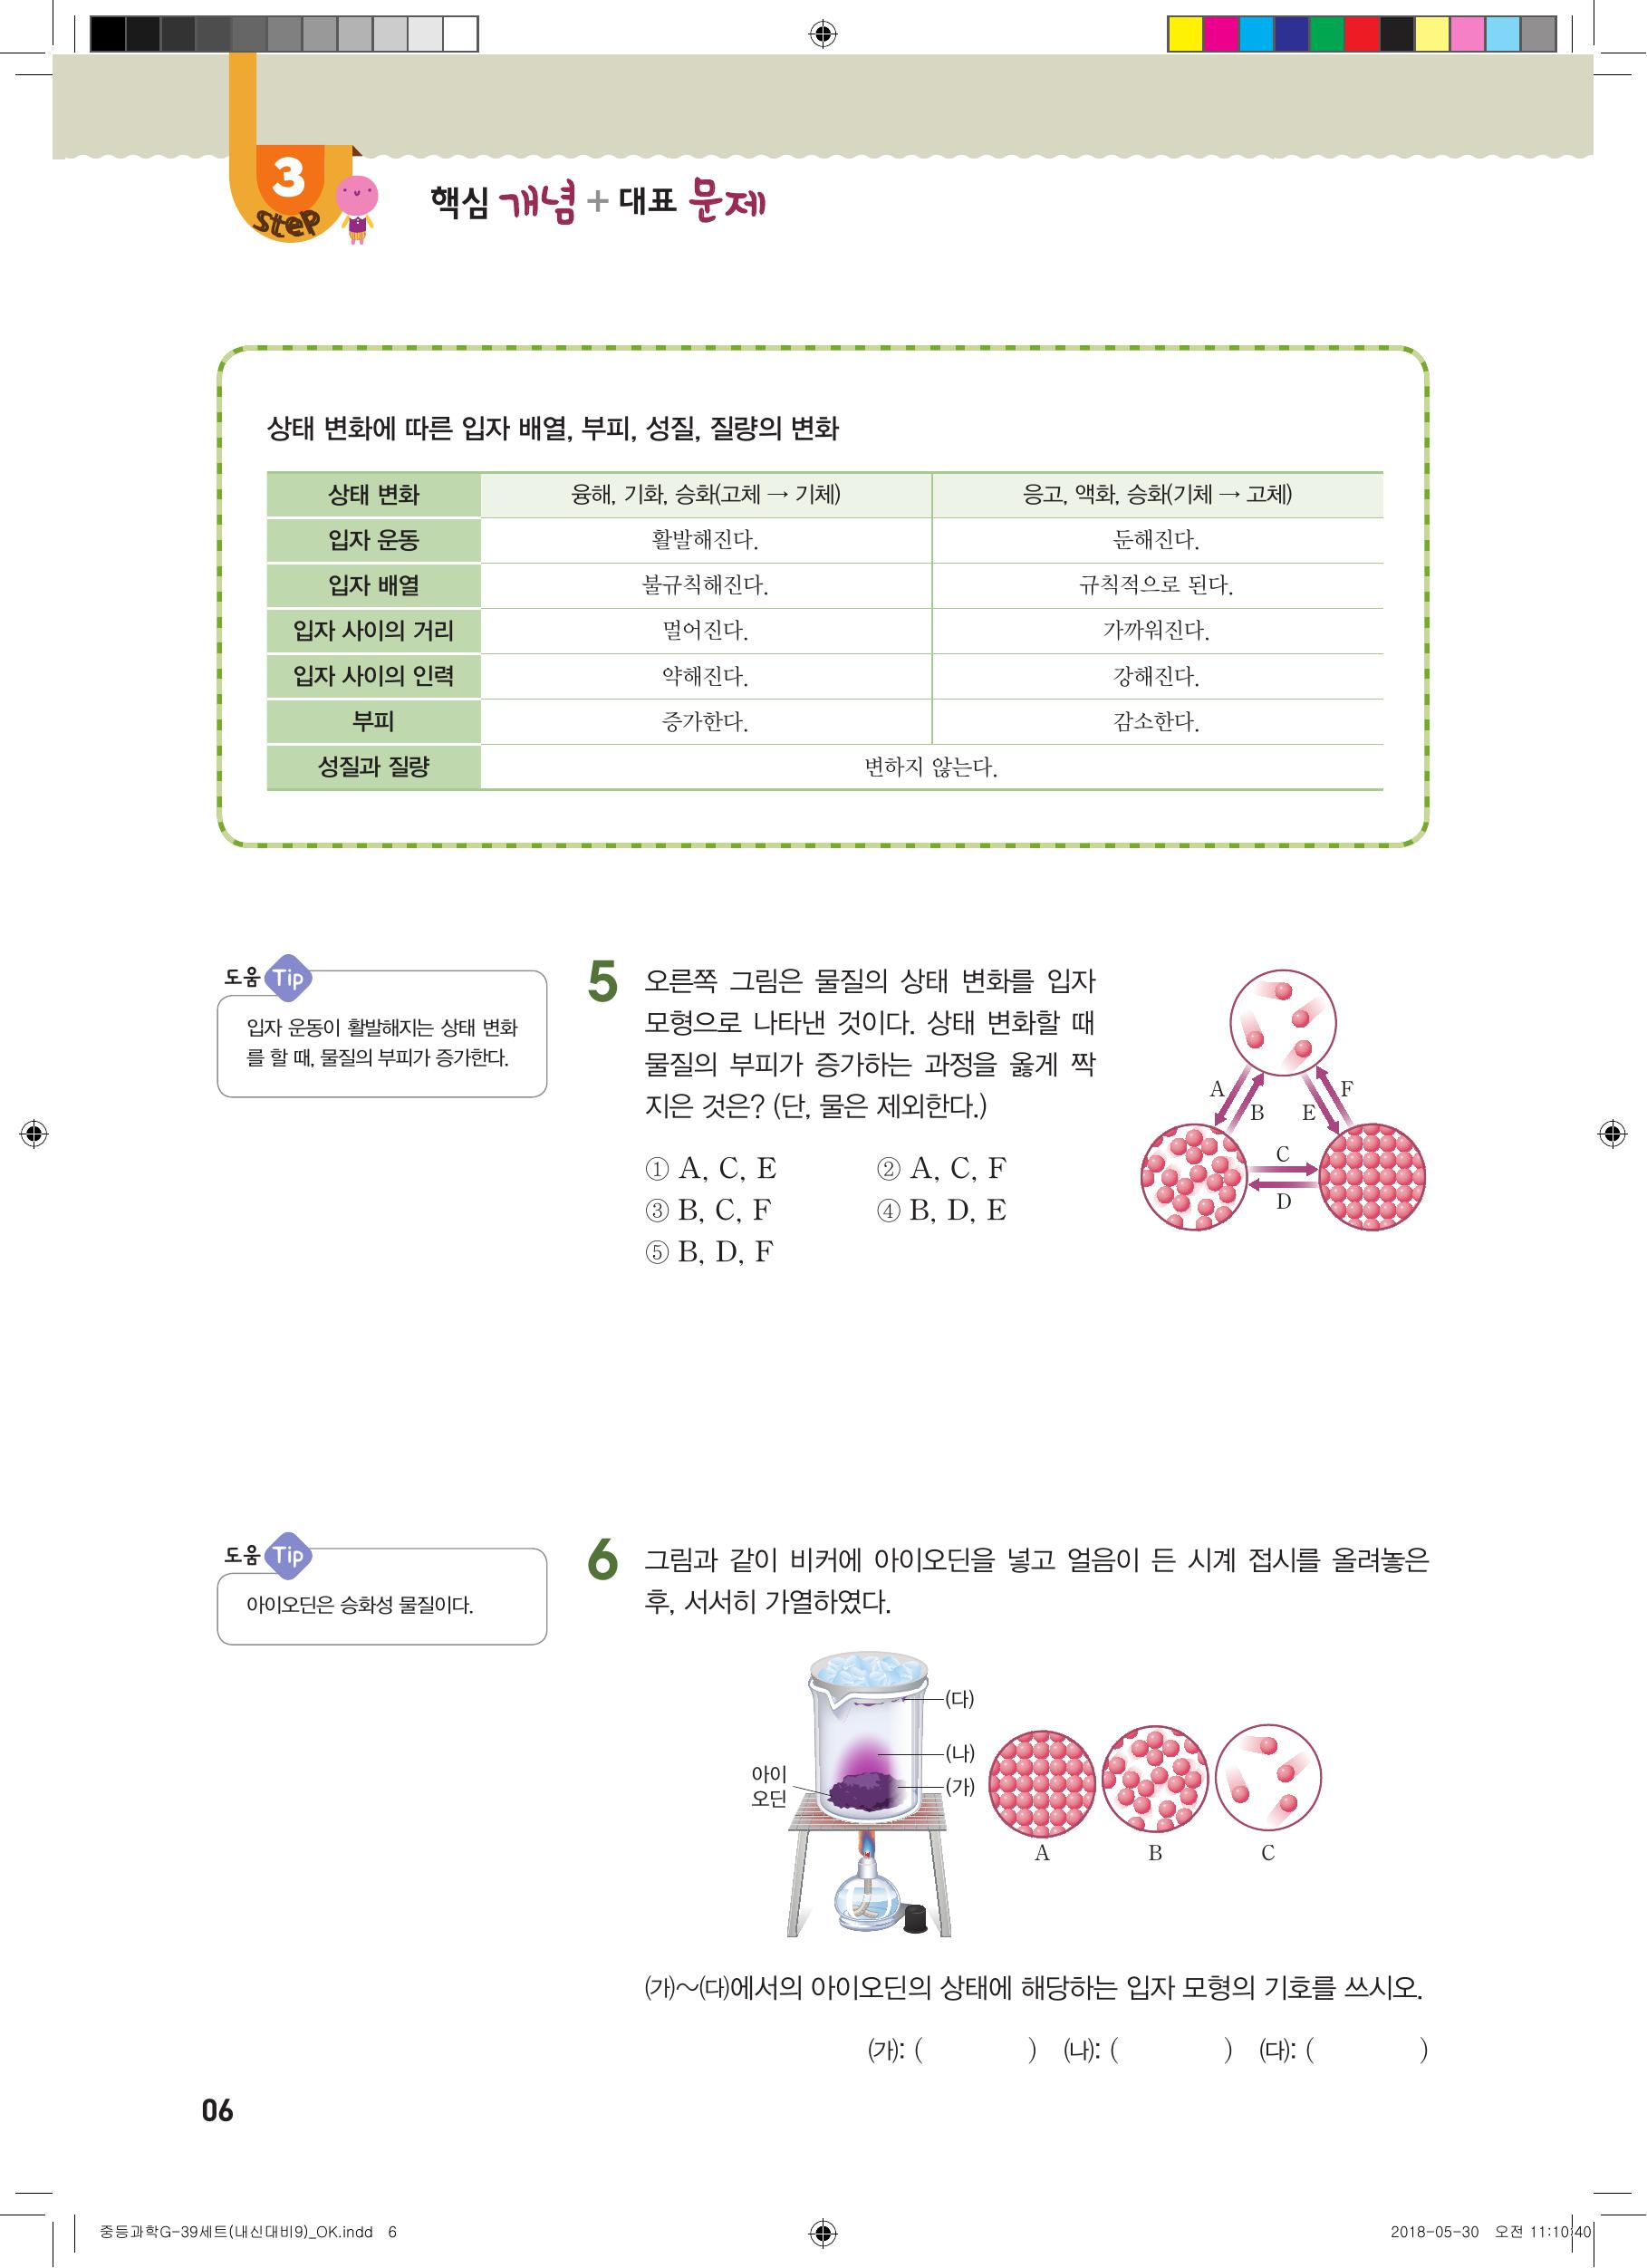 3
step
핵심 개념 + 대표 문제
상태 변화에 따른 입자 배열, 부피, 성질, 질량의 변화
상태 변화 융해, 기화, 승화(고체 → 기체) 응고, 액화, 승화(기체 → 고체)
입자 운동 활발해진다. 둔해진다.
입자 배열 불규칙해진다. 규칙적으로 된다.
입자 사이의 거리 멀어진다. 가까워진다.
입자 사이의 인력 약해진다. 강해진다.
부피 증가한다. 감소한다.
성질과 질량 변하지 않는다.
도움 Tip
입자 운동이 활발해지는 상태 변화
를 할 때, 물질의 부피가 증가한다.
5 오른쪽 그림은 물질의 상태 변화를 입자
모형으로 나타낸 것이다. 상태 변화할 때
물질의 부피가 증가하는 과정을 옳게 짝
지은 것은? (단, 물은 제외한다.)
① A, C, E ② A, C, F
③ B, C, F ④ B, D, E
⑤ B, D, F
A
B
E
F
C
D
도움 Tip
아이오딘은 승화성 물질이다.
6 그림과 같이 비커에 아이오딘을 넣고 얼음이 든 시계 접시를 올려놓은
후, 서서히 가열하였다.
(다)
(나)
(가)
아이
오딘
A B C
(가)~(다)에서의 아이오딘의 상태에 해당하는 입자 모형의 기호를 쓰시오.
(가): ( ) (나): ( ) (다): ( )
06
중등과학G-39세트(내신대비9)_OK.indd 6
2018-05-30 오전 11:10:40